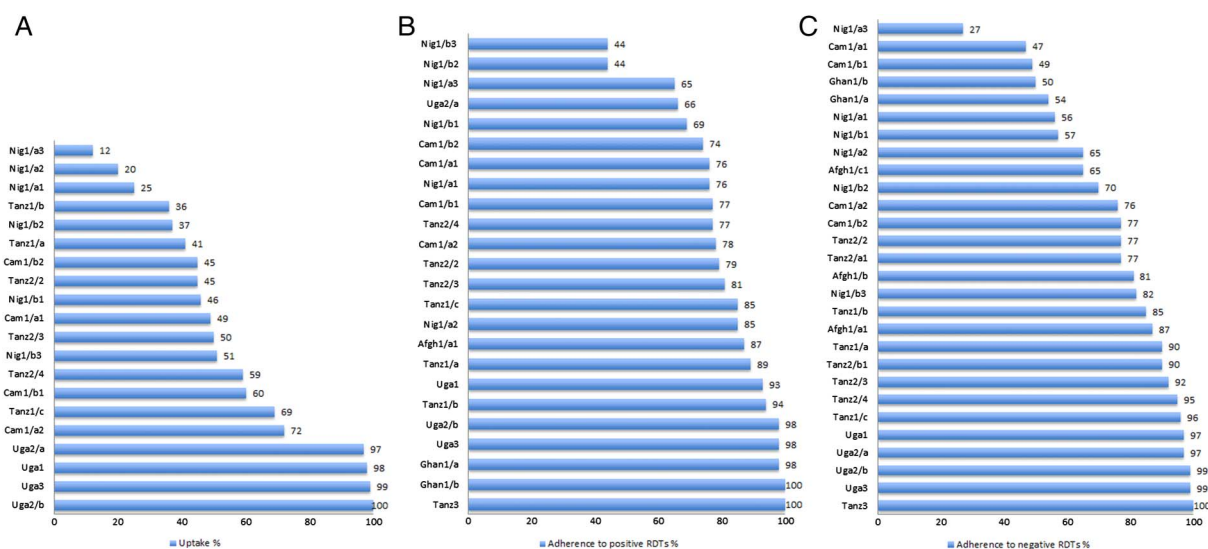 A
Nig1/a3 12
Nig1/a2 20
Nig1/a1 25
Tanz1/b 36
Nig1/b2 37
Tanz1/a 41
Cam1/b2 45
Tanz2/2 45
Nig1/b1 46
Cam1/a1 49
Tanz2/3 50
Nig1/b3 51
Tanz2/4 59
Cam1/b1 60
Tanz1/c 69
Cam1/a2 72
Uga2/a 97
Uga1 98
Uga3 99
Uga2/b 100
0 20 40 60 80 100
Uptake %
B
Nig1/b3 44
Nig1/b2 44
Nig1/a3 65
Uga2/a 66
Nig1/b1 69
Cam1/b2 74
Cam1/a1 76
Nig1/a1 76
Cam1/b1 77
Tanz2/4 77
Cam1/a2 78
Tanz2/2 79
Tanz2/3 81
Tanz1/c 85
Nig1/a2 85
Afgh1/a1 87
Tanz1/a 89
Uga1 93
Tanz1/b 94
Uga2/b 98
Uga3 98
Ghan1/a 98
Ghan1/b 100
Tanz3 100
0 20 40 60 80 100
Adherence to positive RDTs %
C
Nig1/a3 27
Cam1/a1 47
Cam1/b1 49
Ghan1/b 50
Ghan1/a 54
Nig1/a1 56
Nig1/b1 57
Nig1/a2 65
Afgh1/c1 65
Nig1/b2 70
Cam1/a2 76
Cam1/b2 77
Tanz2/2 77
Tanz2/a1 77
Afgh1/b 81
Nig1/b3 82
Tanz1/b 85
Afgh1/a1 87
Tanz1/a 90
Tanz2/b1 90
Tanz2/3 92
Tanz2/4 95
Tanz1/c 96
Uga1 97
Uga2/a 97
Uga2/b 99
Uga3 99
Tanz3 100
0 20 40 60 80 100
Adherence to negative RDTs %